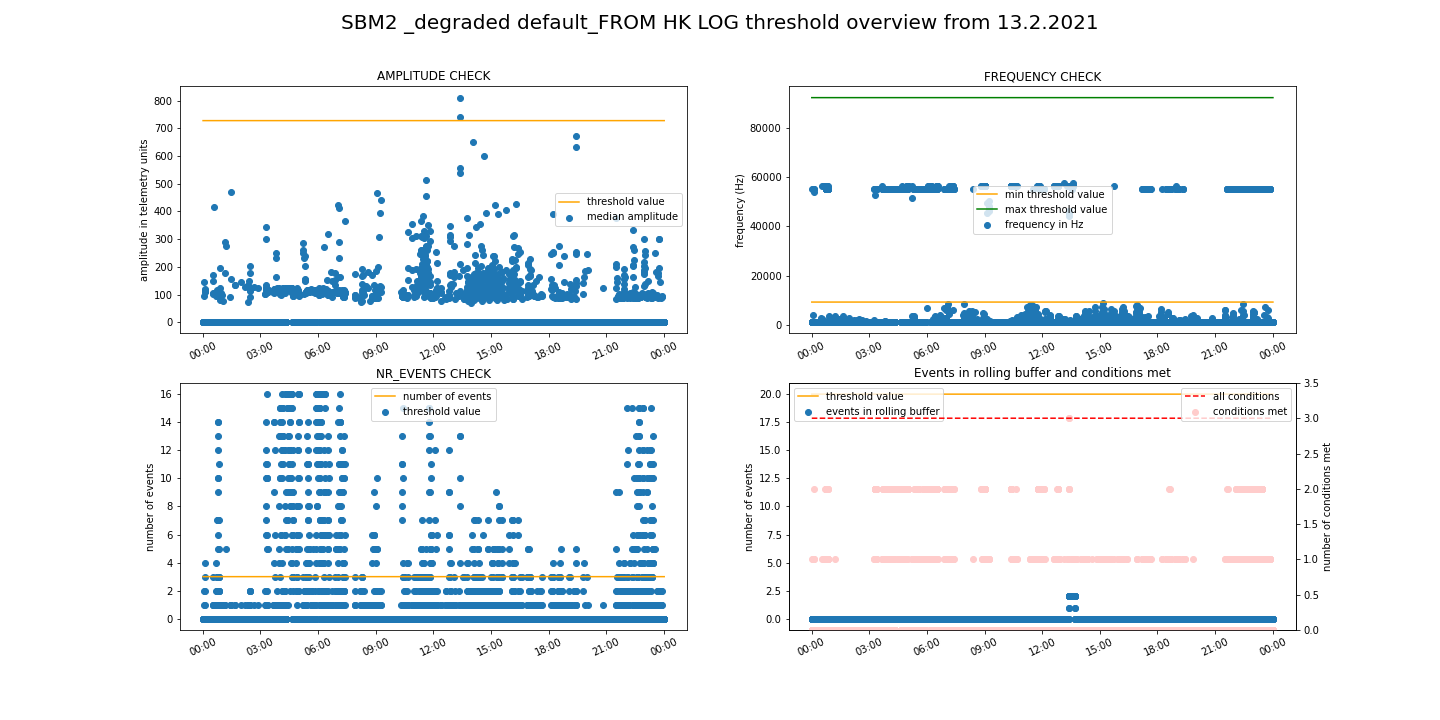 SBM2 _degraded default_FROM HK LOG threshold overview from 13.2.2021
AMPLITUDE CHECK
amplitude in telemetry units
800
700
600
500
400
300
200
100
0
threshold value
median amplitude
00:00 03:00 06:00 09:00 12:00 15:00 18:00 21:00 00:00
FREQUENCY CHECK
frequency (Hz)
80000
60000
40000
20000
0
min threshold value
max threshold value
frequency in Hz
00:00 03:00 06:00 09:00 12:00 15:00 18:00 21:00 00:00
NR_EVENTS CHECK
number of events
16
14
12
10
8
6
4
2
0
number of events
threshold value
00:00 03:00 06:00 09:00 12:00 15:00 18:00 21:00 00:00
Events in rolling buffer and conditions met
number of events
20.0
17.5
15.0
12.5
10.0
7.5
5.0
2.5
0.0
threshold value
events in rolling buffer
all conditions
conditions met
3.5
3.0
2.5
2.0
1.5
1.0
0.5
0.0
number of conditions met
00:00 03:00 06:00 09:00 12:00 15:00 18:00 21:00 00:00